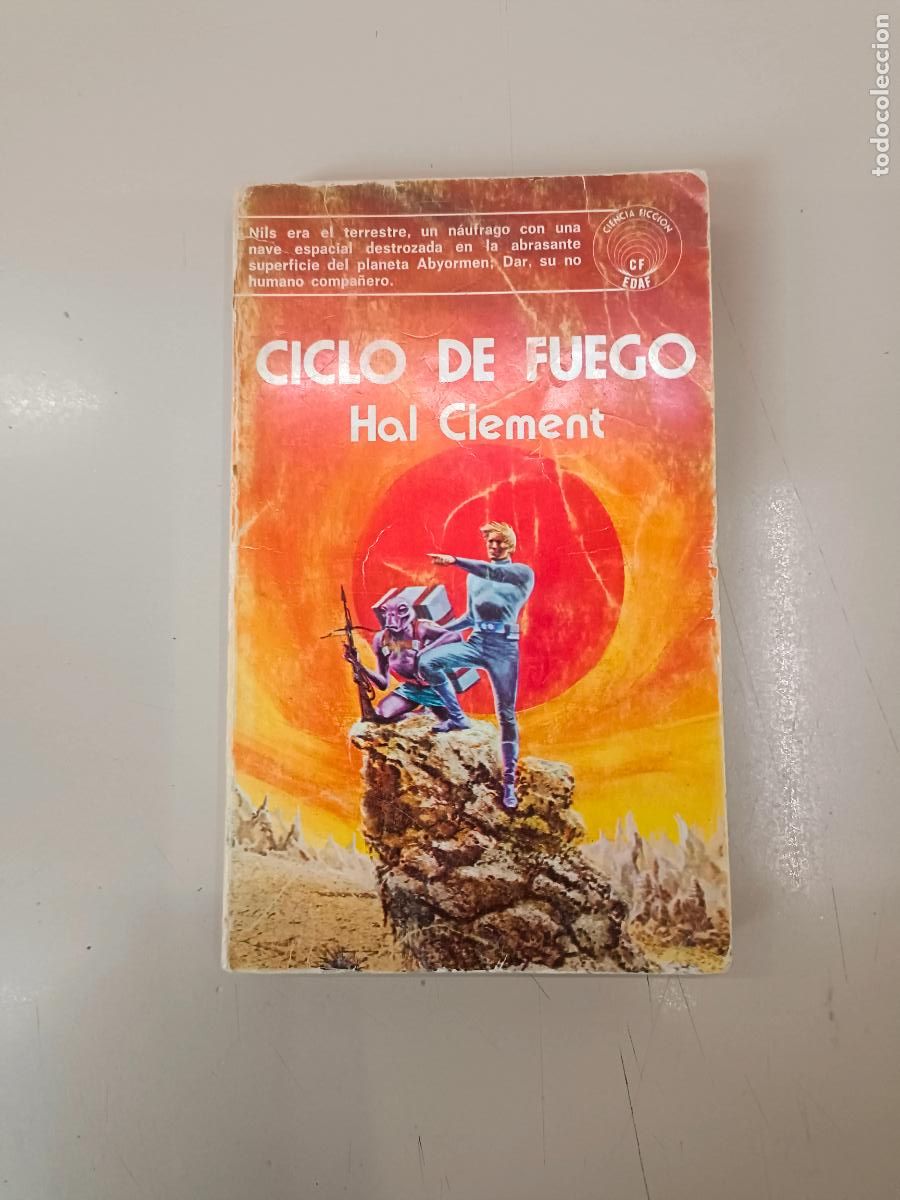 Nils era el terrestre, un náufrago con una
nave espacial destrozada en la abrasante
superficie del planeta Abyormen; Dar, su no
humano compañero.
CIENCIA FICCION
CF
EDAF
CICLO DE FUEGO
Hal Clement
todocoleccion